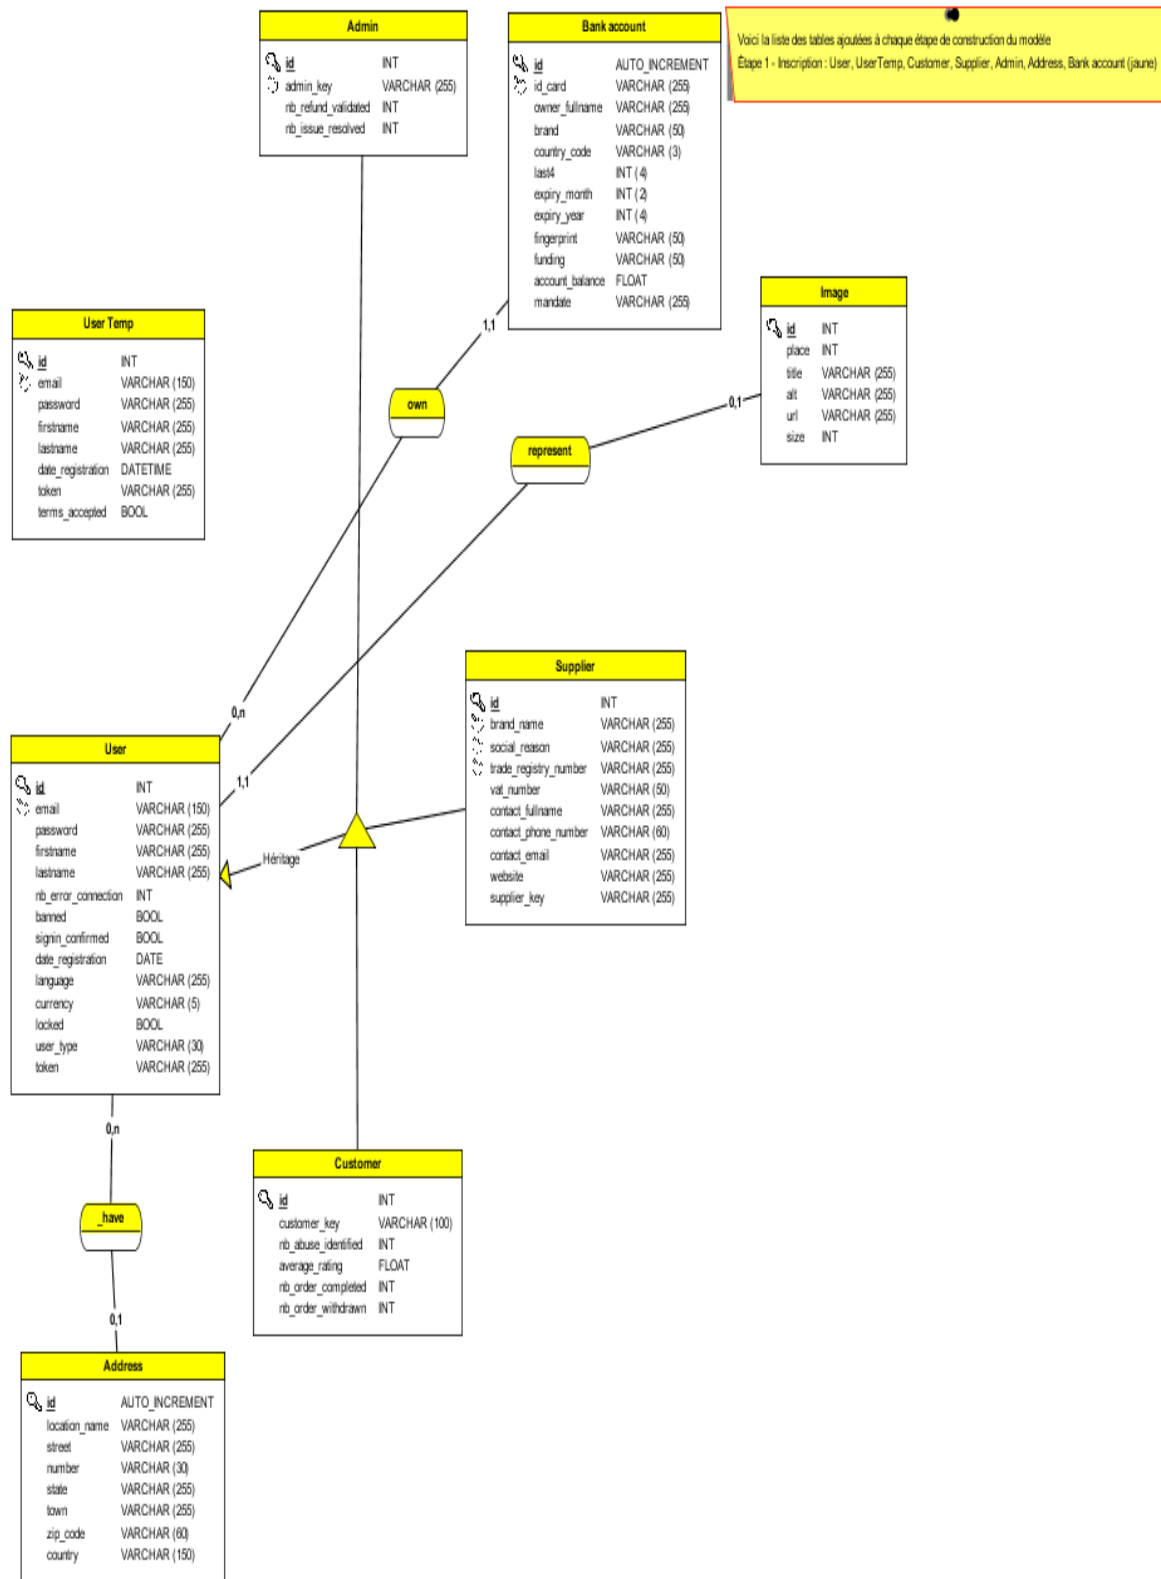 Admin
id INT
admin_key VARCHAR (255)
nb_refund_validated INT
nb_issue_resolved INT
Bank account
id AUTO_INCREMENT
id_card VARCHAR (255)
owner_fullname VARCHAR (255)
brand VARCHAR (50)
country_code VARCHAR (3)
last4 INT (4)
expiry_month INT (2)
expiry_year INT (4)
fingerprint VARCHAR (50)
funding VARCHAR (50)
account_balance FLOAT
mandate VARCHAR (255)
Voici la liste des tables ajoutées à chaque étape de construction du modèle
Étape 1 - Inscription : User, UserTemp, Customer, Supplier, Admin, Address, Bank account (jaune)
Image
id INT
place INT
title VARCHAR (255)
alt VARCHAR (255)
url VARCHAR (255)
size INT
User Temp
id INT
email VARCHAR (150)
password VARCHAR (255)
firstname VARCHAR (255)
lastname VARCHAR (255)
date_registration DATETIME
token VARCHAR (255)
terms_accepted BOOL
1,1
own
0,1
represent
0,n
1,1
Supplier
id INT
brand_name VARCHAR (255)
social_reason VARCHAR (255)
trade_registry_number VARCHAR (255)
vat_number VARCHAR (50)
contact_fullname VARCHAR (255)
contact_phone_number VARCHAR (60)
contact_email VARCHAR (255)
website VARCHAR (255)
supplier_key VARCHAR (255)
User
id INT
email VARCHAR (150)
password VARCHAR (255)
firstname VARCHAR (255)
lastname VARCHAR (255)
nb_error_connection INT
banned BOOL
signin_confirmed BOOL
date_registration DATE
language VARCHAR (255)
currency VARCHAR (5)
locked BOOL
user_type VARCHAR (30)
token VARCHAR (255)
Héritage
0,n
_have
0,1
Customer
id INT
customer_key VARCHAR (100)
nb_abuse_identified INT
average_rating FLOAT
nb_order_completed INT
nb_order_withdrawn INT
Address
id AUTO_INCREMENT
location_name VARCHAR (255)
street VARCHAR (255)
number VARCHAR (30)
state VARCHAR (255)
town VARCHAR (255)
zip_code VARCHAR (60)
country VARCHAR (150)